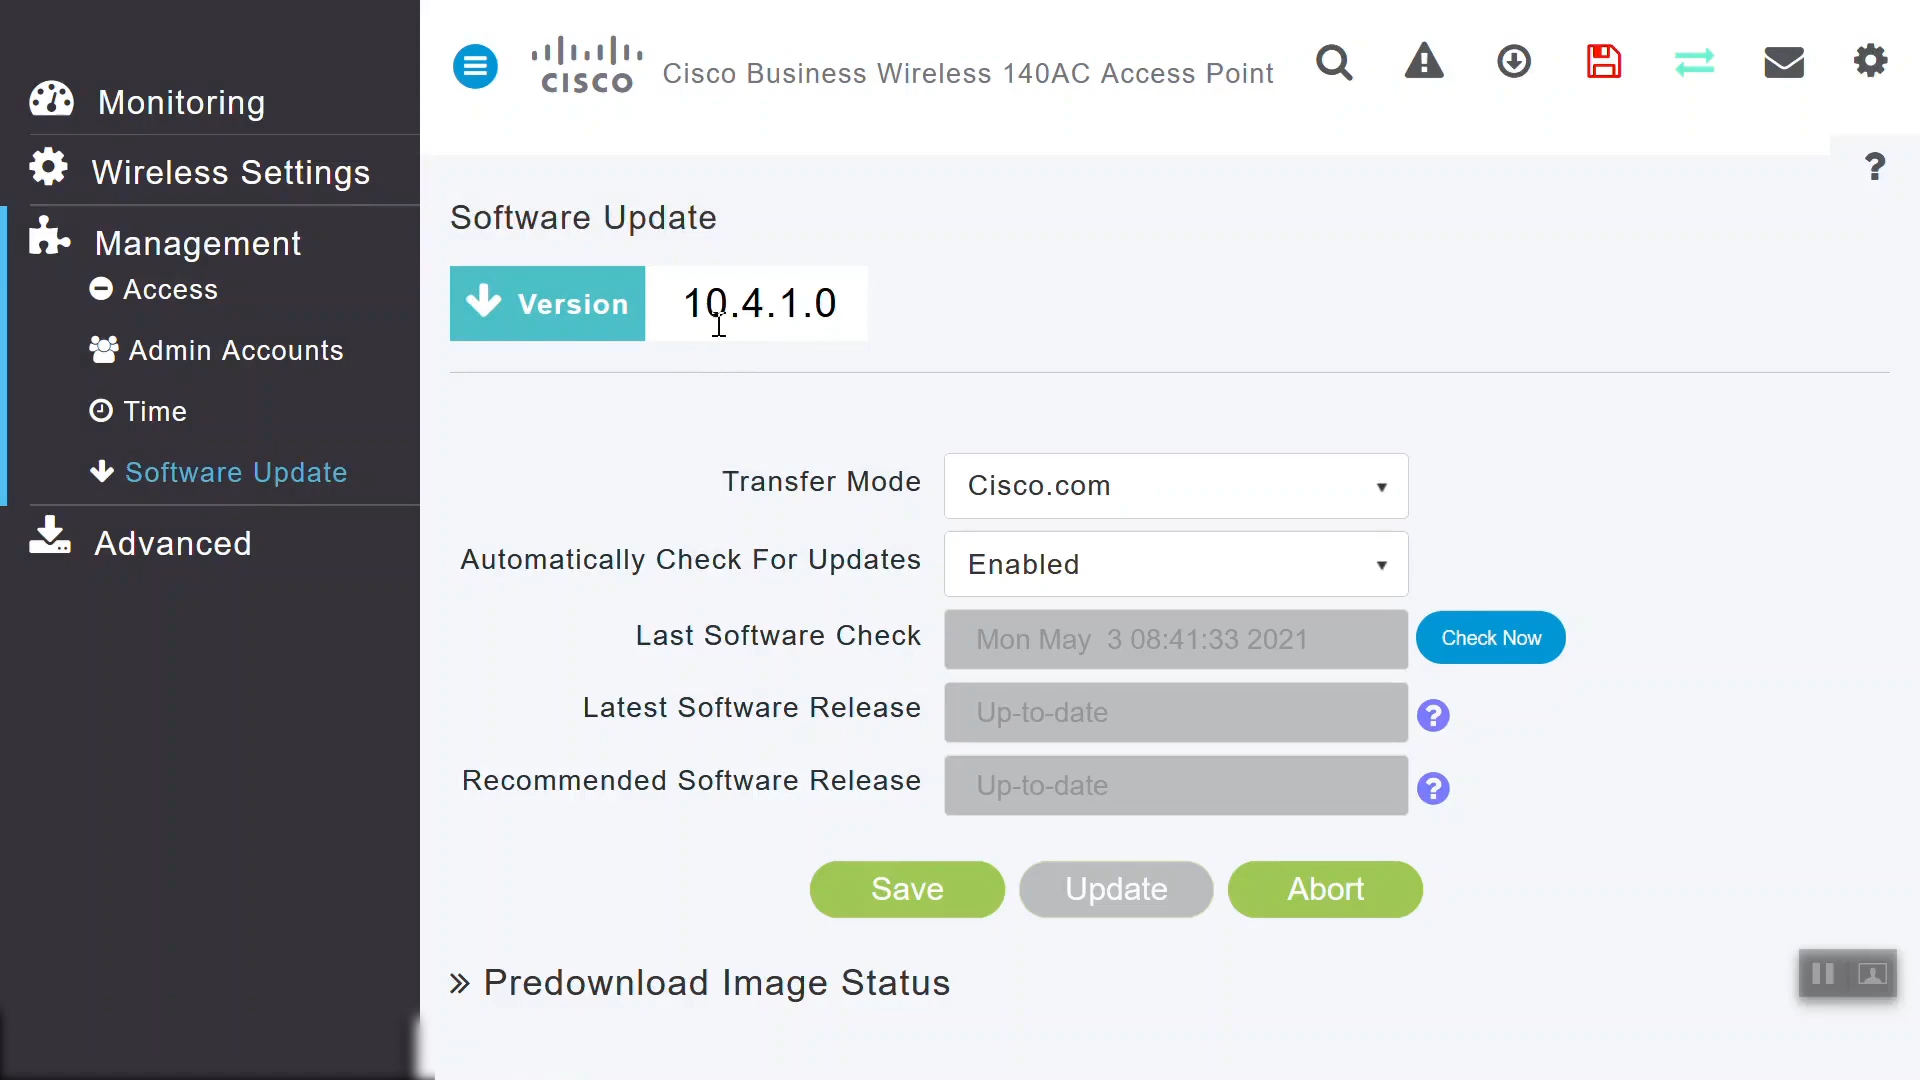 Monitoring
Wireless Settings
Management
Access
Admin Accounts
Time
Software Update
Advanced
CISCO
Cisco Business Wireless 140AC Access Point
?
Software Update
Version 10.4.1.0
Transfer Mode Cisco.com
Automatically Check For Updates Enabled
Last Software Check Mon May 3 08:41:33 2021 Check Now
Latest Software Release Up-to-date ?
Recommended Software Release Up-to-date ?
Save Update Abort
» Predownload Image Status